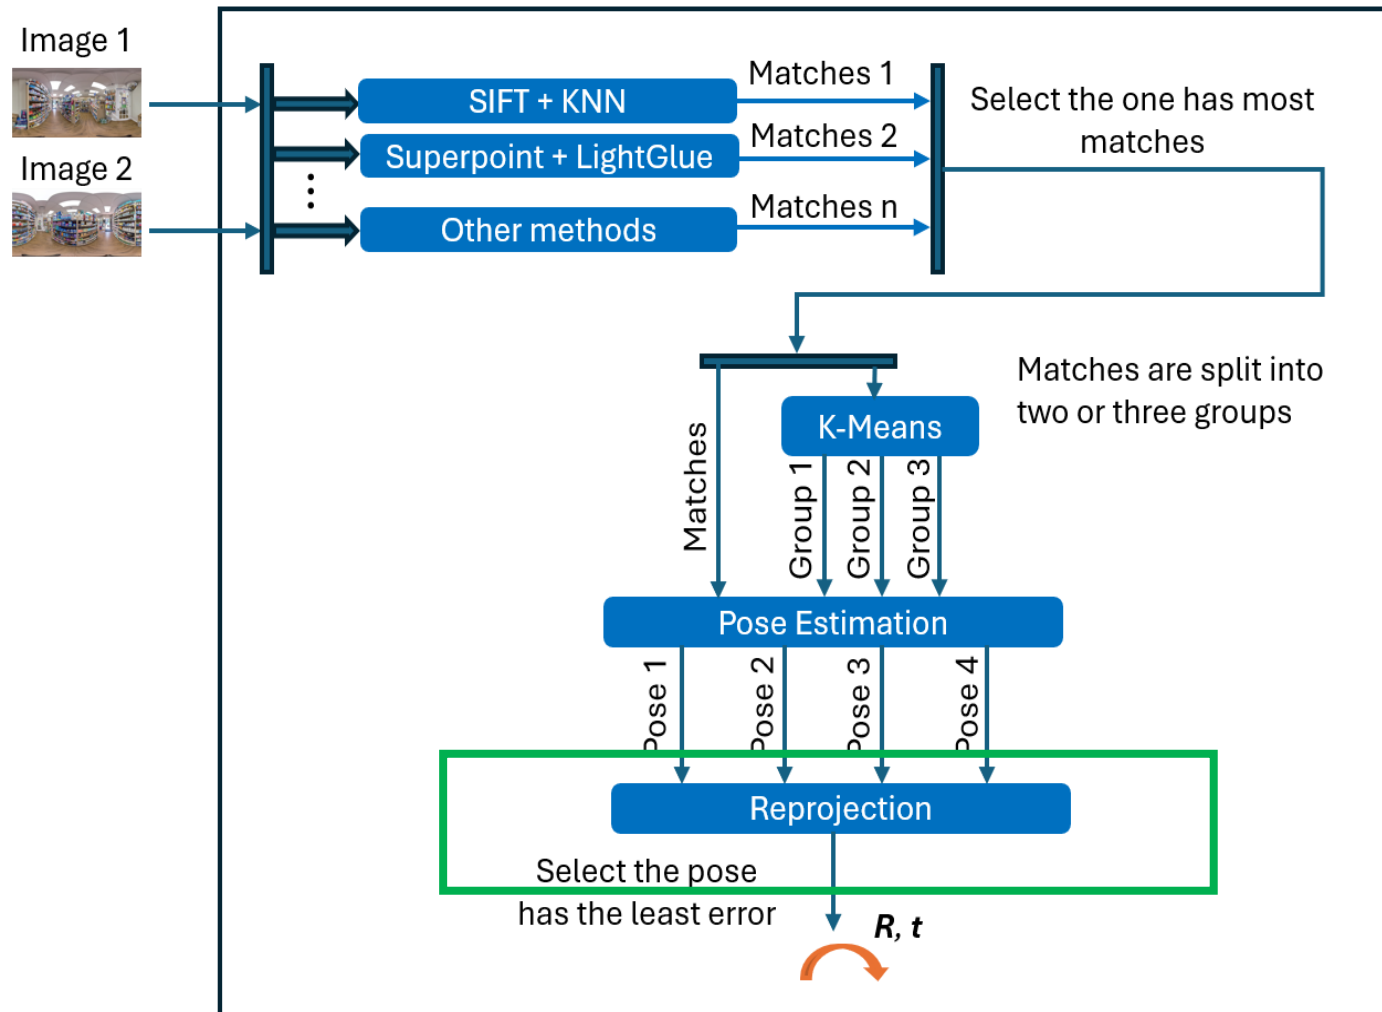 Image 1
Image 2
SIFT + KNN
Superpoint + LightGlue
⋮
Other methods
Matches 1
Matches 2
Matches n
Select the one has most
matches
Matches are split into
two or three groups
K-Means
Matches
Group 1
Group 2
Group 3
Pose Estimation
Pose 1
Pose 2
Pose 3
Pose 4
Reprojection
Select the pose
has the least error
R, t